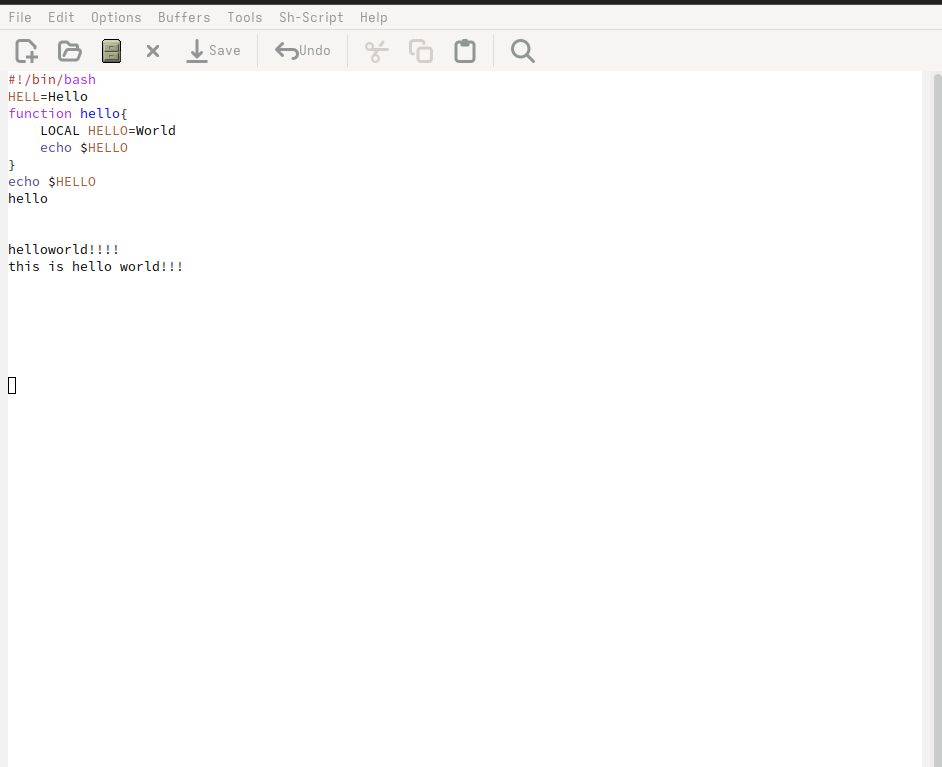 File Edit Options Buffers Tools Sh-Script Help
Save Undo
#!/bin/bash
HELL=Hello
function hello{
    LOCAL HELLO=World
    echo $HELLO
}
echo $HELLO
hello
helloworld!!!!
this is hello world!!!